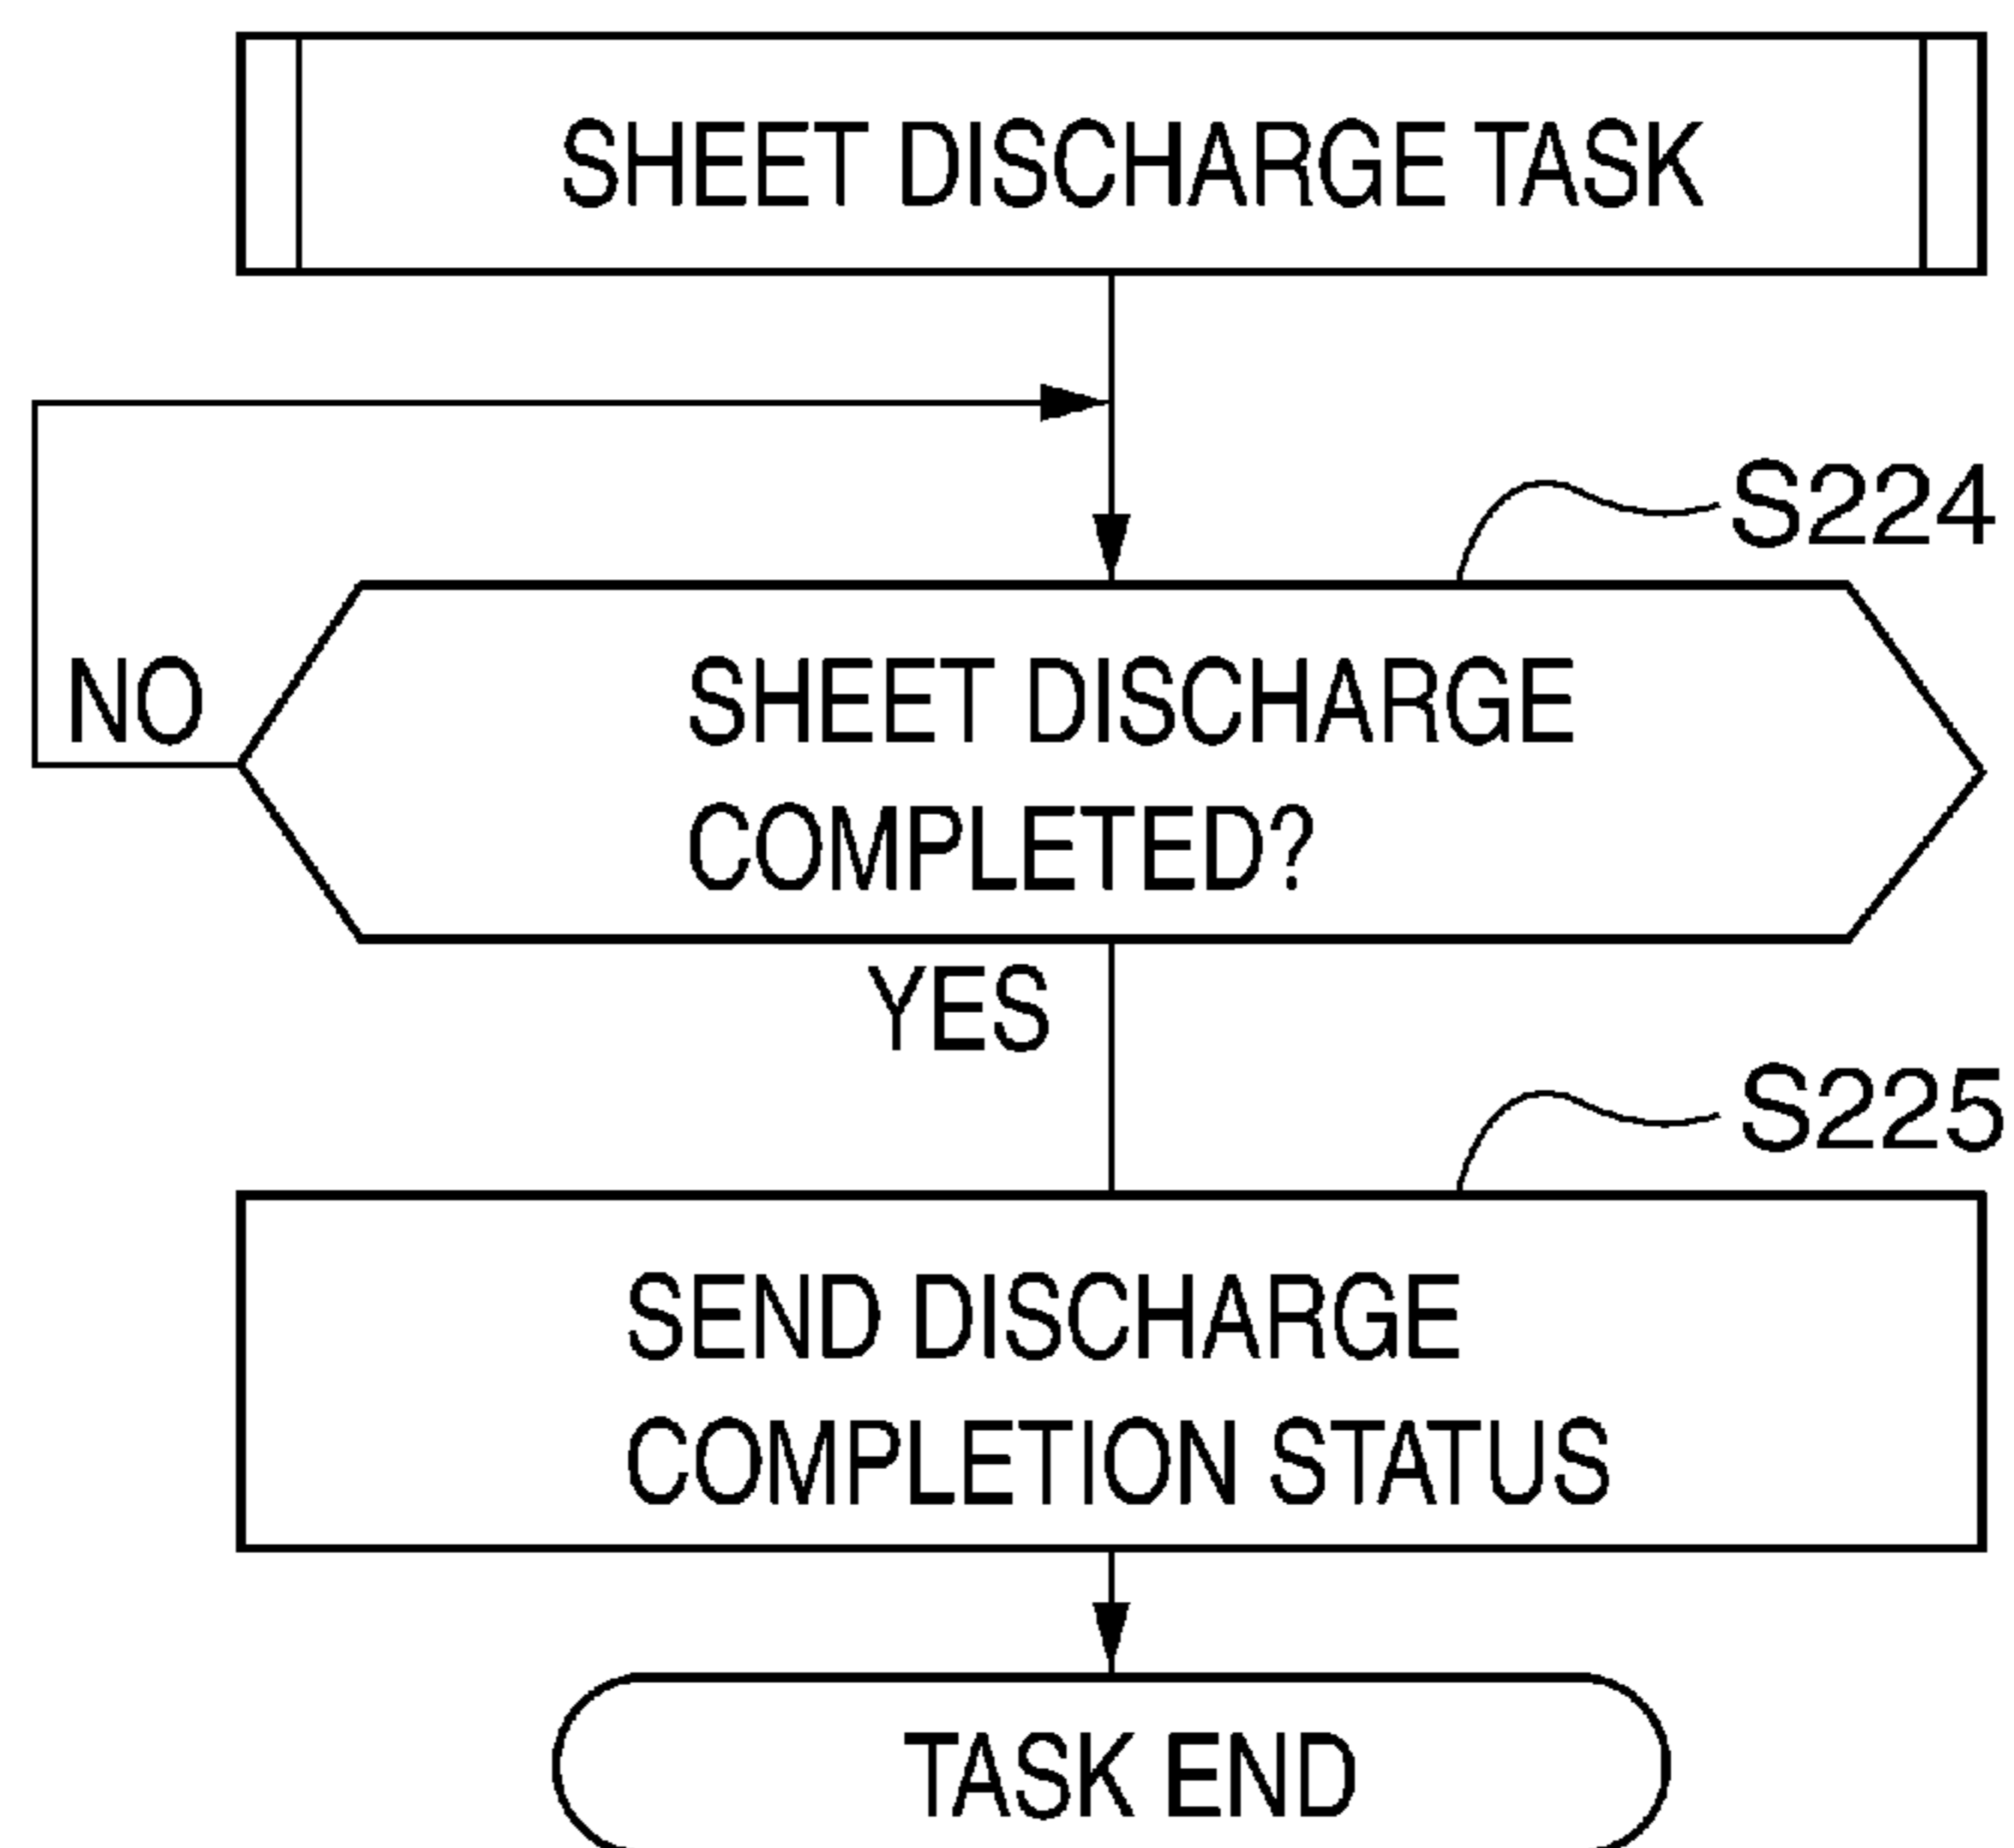 SHEET DISCHARGE TASK
S224
NO
SHEET DISCHARGE
COMPLETED?
YES
S225
SEND DISCHARGE
COMPLETION STATUS
TASK END